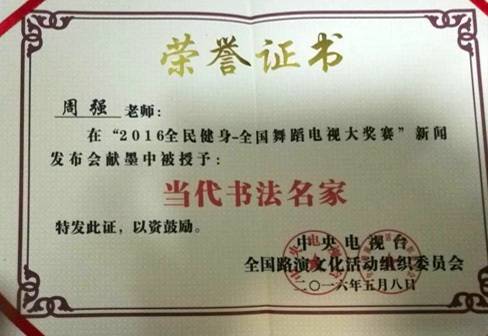 荣誉证书
周强 老师:
在“2016全民健身-全国舞蹈电视大奖赛”新闻
发布会献墨中被授予:
当代书法名家
特发此证,以资鼓励。
中央电视台
全国路演文化活动组织委员会
二〇一六年五月八日